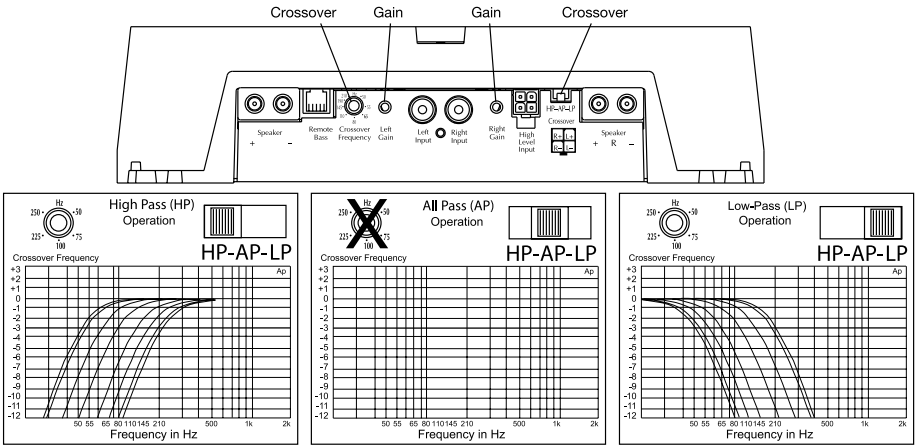 Crossover Gain Gain Crossover
HP-AP-LP
Crossover
Speaker
+ -
Remote
Bass
Crossover
Frequency
Left
Gain
Left
Input
Right
Input
Right
Gain
High
Level
Input
R+ L+
R- L-
Speaker
+ R -
Hz
250 50
225 75
100
High Pass (HP)
Operation
HP-AP-LP
Crossover Frequency
Ap
+3
+2
+1
0
-1
-2
-3
-4
-5
-6
-7
-8
-9
-10
-11
-12
50 55 65 80 110 145 210 500 1k 2k
Frequency in Hz
Hz
250 50
225 75
100
All Pass (AP)
Operation
HP-AP-LP
Crossover Frequency
Ap
+3
+2
+1
0
-1
-2
-3
-4
-5
-6
-7
-8
-9
-10
-11
-12
50 55 65 80 110 145 210 500 1k 2k
Frequency in Hz
Hz
250 50
225 75
100
Low-Pass (LP)
Operation
HP-AP-LP
Crossover Frequency
Ap
+3
+2
+1
0
-1
-2
-3
-4
-5
-6
-7
-8
-9
-10
-11
-12
50 55 65 80 110 145 210 500 1k 2k
Frequency in Hz